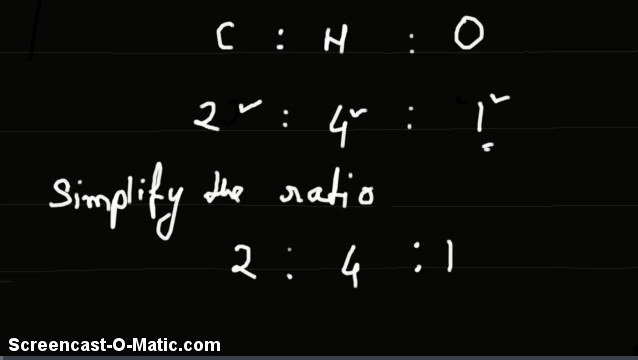 C : H : O
2 : 4 : 1
Simplify the ratio
2 : 4 : 1
Screencast-O-Matic.com